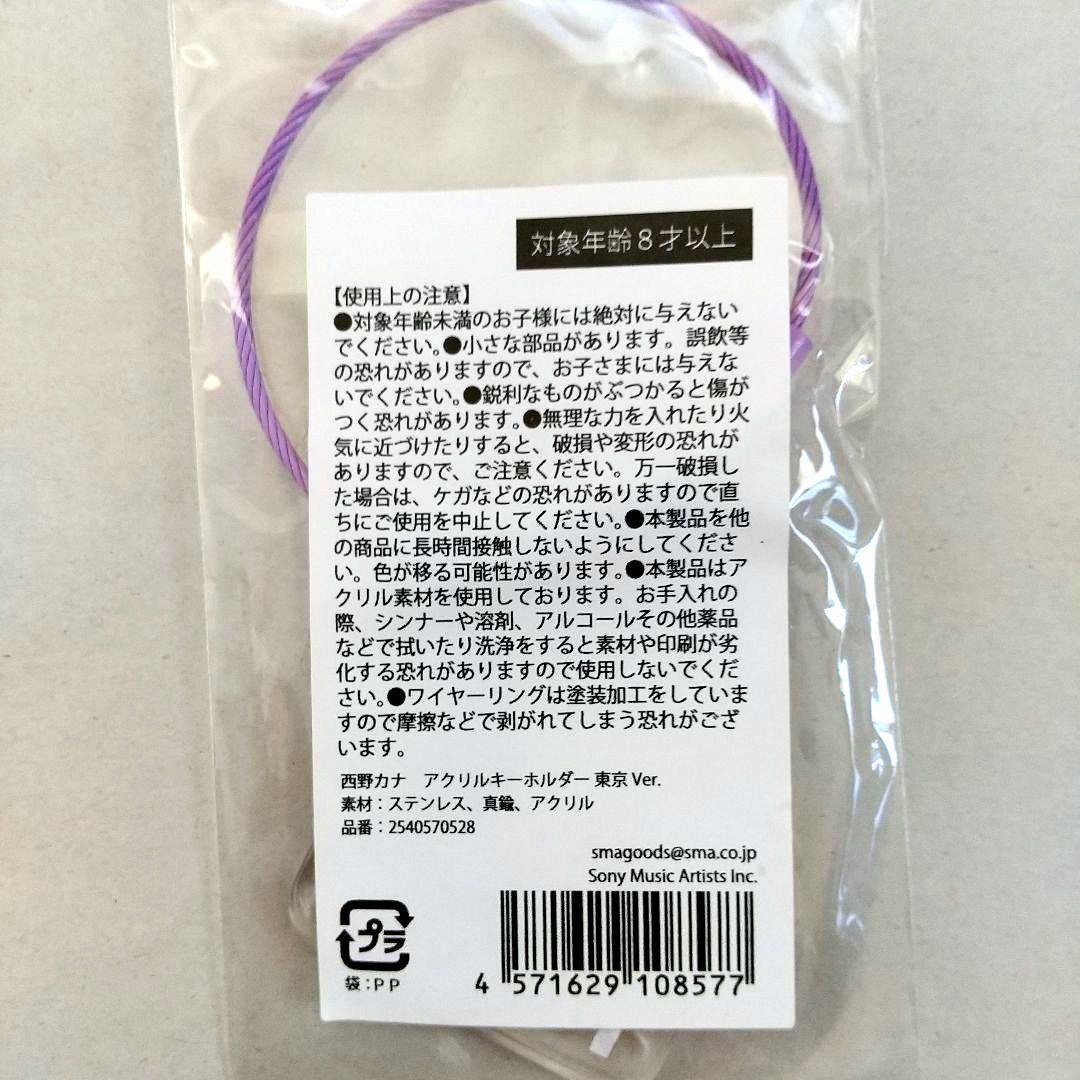 対象年齢8才以上
【使用上の注意】
●対象年齢未満のお子様には絶対に与えない
でください。●小さな部品があります。誤飲等
の恐れがありますので、お子さまには与えな
いでください。●鋭利なものがぶつかると傷が
つく恐れがあります。●無理な力を入れたり火
気に近づけたりすると、破損や変形の恐れが
ありますので、ご注意ください。万一破損し
た場合は、ケガなどの恐れがありますので直
ちにご使用を中止してください。●本製品を他
の商品に長時間接触しないようにしてくださ
い。色が移る可能性があります。●本製品はア
クリル素材を使用しております。お手入れの
際、シンナーや溶剤、アルコールその他薬品
などで拭いたり洗浄をすると素材や印刷が劣
化する恐れがありますので使用しないでくだ
さい。●ワイヤーリングは塗装加工をしていま
すので摩擦などで剥がれてしまう恐れがござ
います。
西野カナ アクリルキーホルダー 東京 Ver.
素材：ステンレス、真鍮、アクリル
品番：2540570528
smagoods@sma.co.jp
Sony Music Artists Inc.
プラ
袋：PP
4 571629 108577